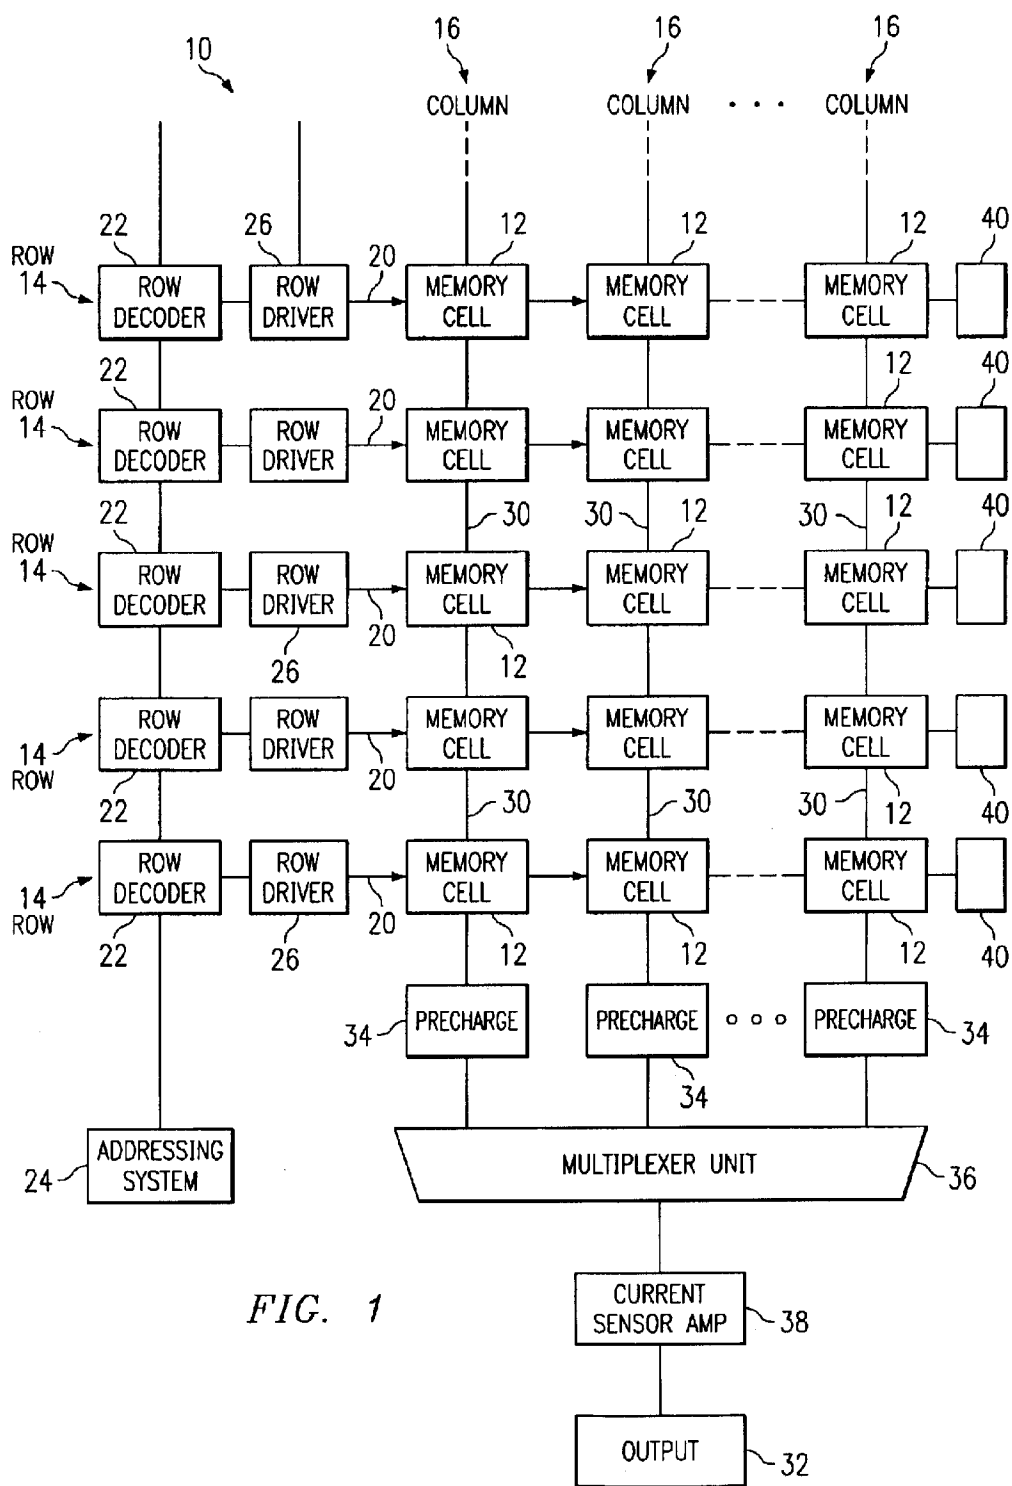 16 16 16
10
COLUMN COLUMN . . . COLUMN
22 26 20 12 12 12 40
ROW
14
ROW DECODER
ROW DRIVER
MEMORY CELL
MEMORY CELL
MEMORY CELL
22 20 12 40
ROW
14
ROW DECODER
ROW DRIVER
MEMORY CELL
MEMORY CELL
MEMORY CELL
30 30 30
22 12 12 40
ROW
14
ROW DECODER
ROW DRIVER
MEMORY CELL
MEMORY CELL
MEMORY CELL
20
26 12
ROW DECODER
ROW DRIVER
MEMORY CELL
MEMORY CELL
MEMORY CELL
14
ROW
22 20 12 40
30 30 30
ROW DECODER
ROW DRIVER
MEMORY CELL
MEMORY CELL
MEMORY CELL
14
ROW
22 26 20 12 12 12 40
34 PRECHARGE
PRECHARGE
34
PRECHARGE 34
24 ADDRESSING SYSTEM
MULTIPLEXER UNIT 36
CURRENT SENSOR AMP 38
OUTPUT 32
FIG. 1